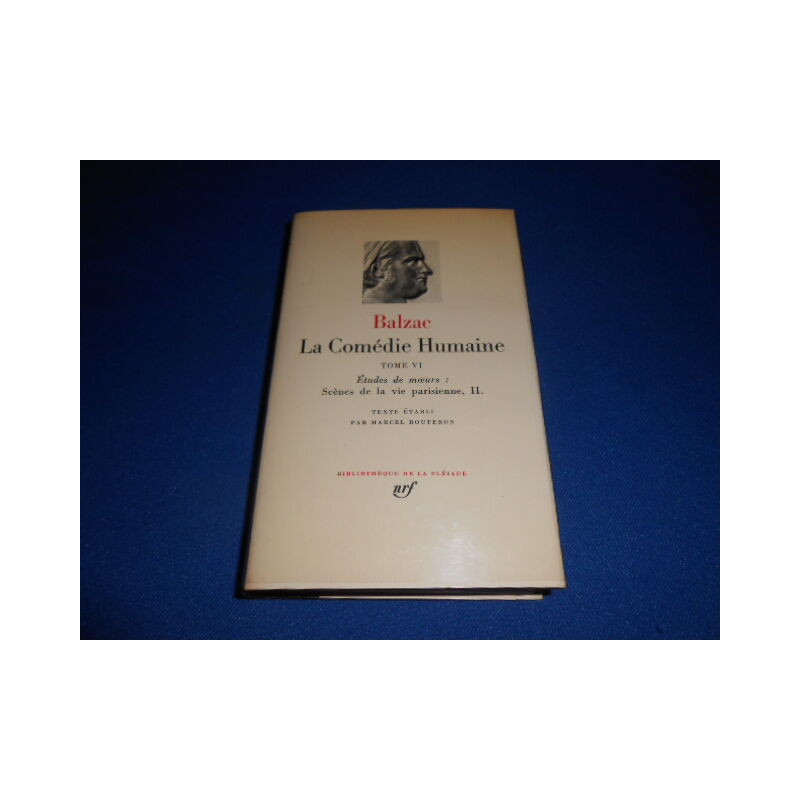 Balzac
La Comédie Humaine
TOME VI
Études de mœurs :
Scènes de la vie parisienne, II.
TEXTE ÉTABLI
PAR MARCEL BOUTERON
BIBLIOTHÈQUE DE LA PLÉIADE
nrf